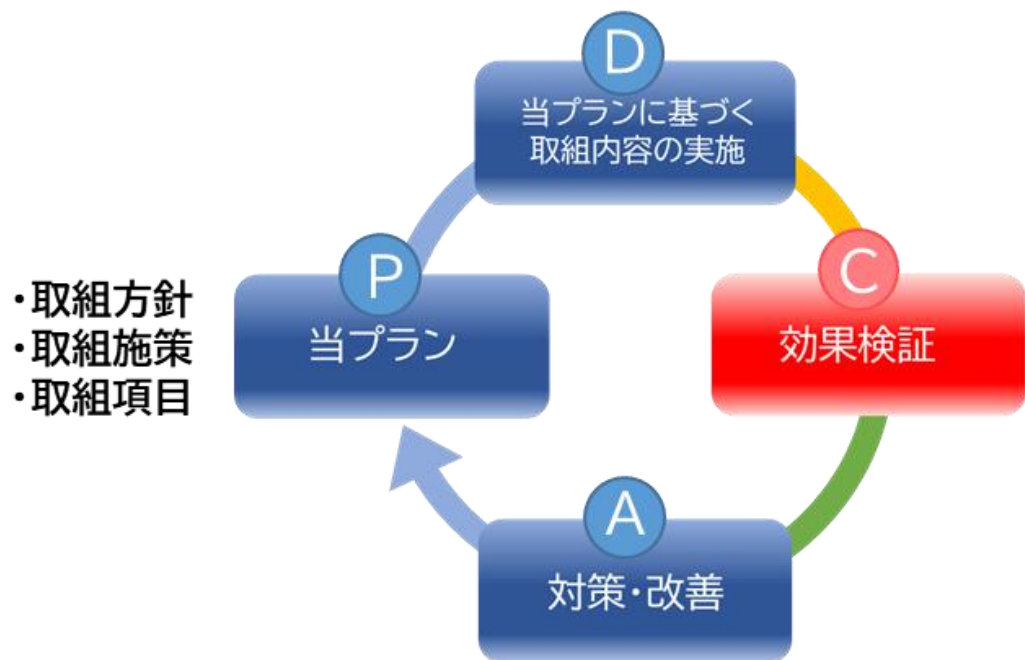 D
当プランに基づく
取組内容の実施
P
当プラン
・取組方針
・取組施策
・取組項目
C
効果検証
A
対策・改善